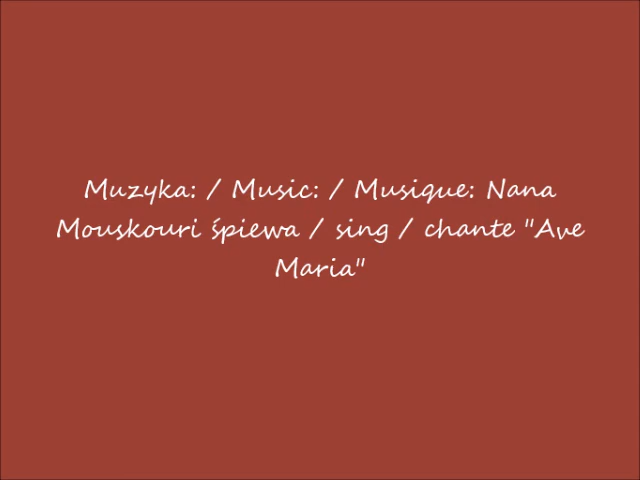 Muzyka: / Music: / Musique: Nana
Mouskouri śpiewa / sing / chante "Ave
Maria"